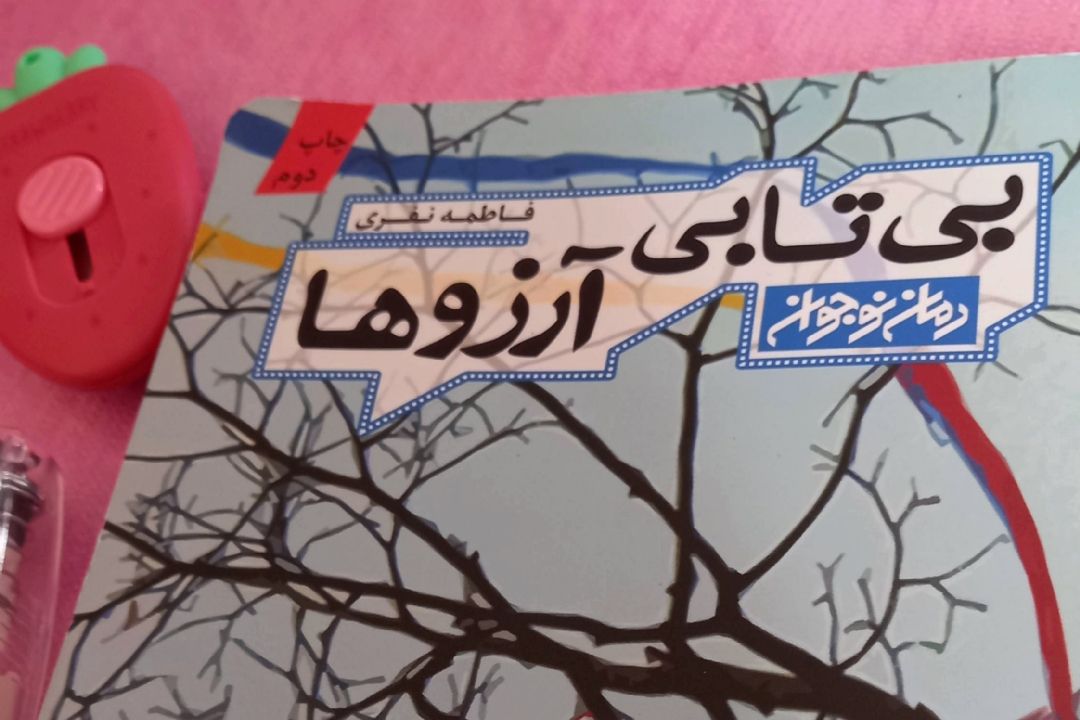 چاپ
دوم
فاطمه نفری
بی تابی
آرزوها
رمان نوجوان